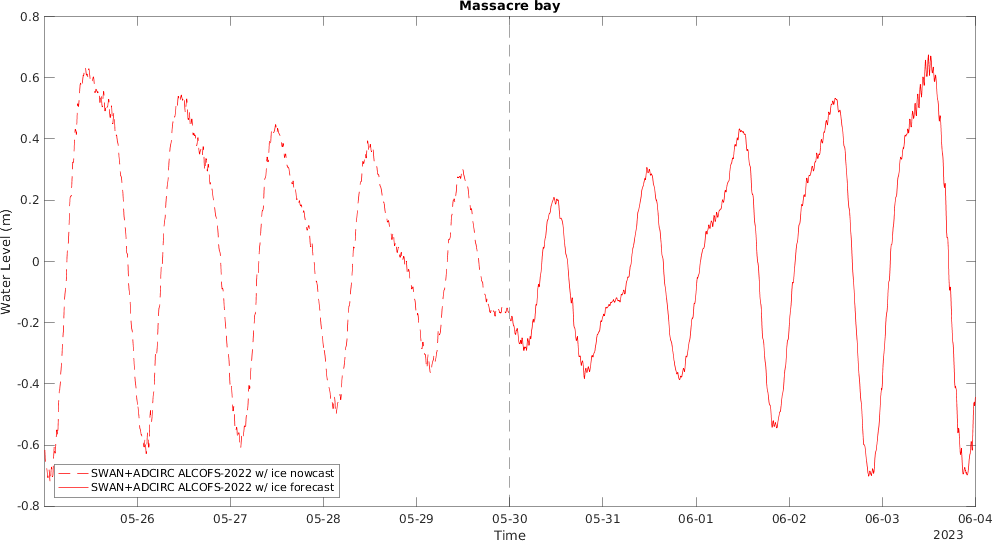 Massacre bay
0.8
0.6
0.4
0.2
0
-0.2
-0.4
-0.6
-0.8
Water Level (m)
SWAN+ADCIRC ALCOFS-2022 w/ ice nowcast
SWAN+ADCIRC ALCOFS-2022 w/ ice forecast
05-26 05-27 05-28 05-29 05-30 05-31 06-01 06-02 06-03 06-04
Time
2023